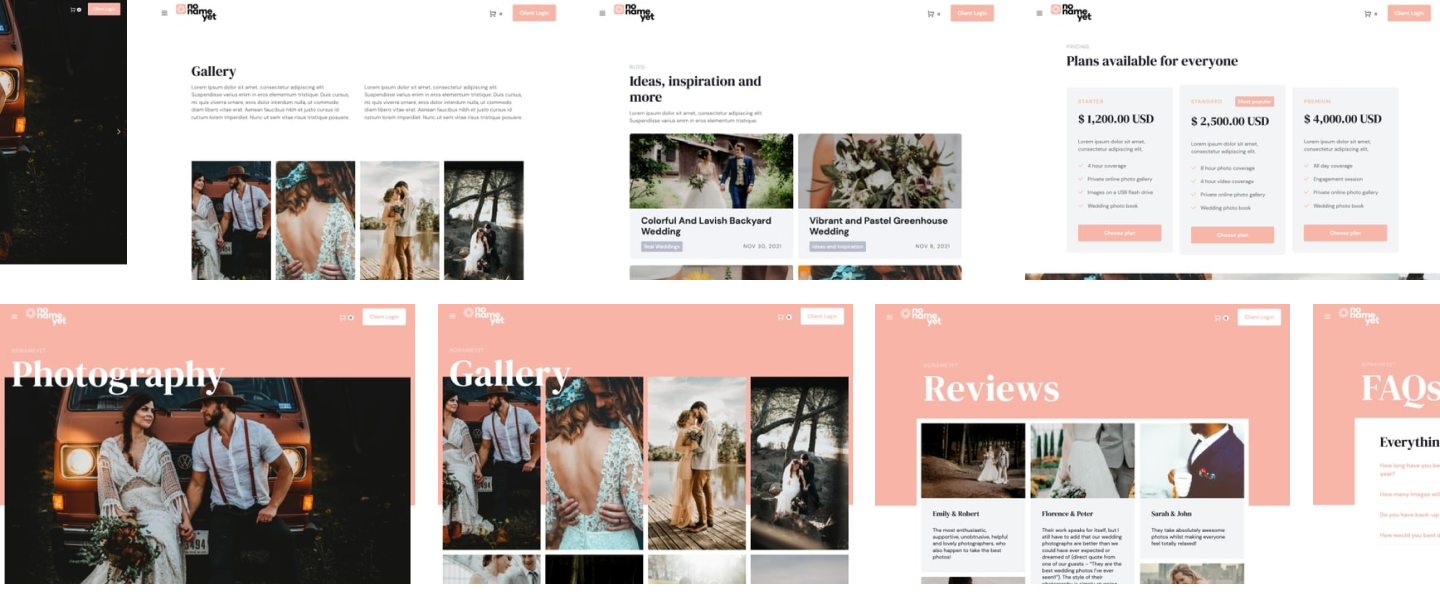 0
Client Login
no
name
yet
0
Client Login
Gallery
Lorem ipsum dolor sit amet, consectetur adipiscing elit.
Suspendisse varius enim in eros elementum tristique. Duis cursus,
mi quis viverra ornare, eros dolor interdum nulla, ut commodo
diam libero vitae erat. Aenean faucibus nibh et justo cursus id
rutrum lorem imperdiet. Nunc ut sem vitae risus tristique posuere.
Lorem ipsum dolor sit amet, consectetur adipiscing elit.
Suspendisse varius enim in eros elementum tristique. Duis cursus,
mi quis viverra ornare, eros dolor interdum nulla, ut commodo
diam libero vitae erat. Aenean faucibus nibh et justo cursus id
rutrum lorem imperdiet. Nunc ut sem vitae risus tristique posuere.
no
name
yet
0
Client Login
BLOG
Ideas, inspiration and
more
Lorem ipsum dolor sit amet, consectetur adipiscing elit.
Suspendisse varius enim in eros elementum tristique.
Colorful And Lavish Backyard
Wedding
Real Weddings
NOV 30, 2021
Vibrant and Pastel Greenhouse
Wedding
Ideas and Inspiration
NOV 8, 2021
no
name
yet
0
Client Login
PRICING
Plans available for everyone
STARTER
$ 1,200.00 USD
Lorem ipsum dolor sit amet,
consectetur adipiscing elit.
4 hour coverage
Private online photo gallery
Images on a USB flash drive
Wedding photo book
Choose plan
STANDARD
Most popular
$ 2,500.00 USD
Lorem ipsum dolor sit amet,
consectetur adipiscing elit.
8 hour photo coverage
4 hour video coverage
Private online photo gallery
Wedding photo book
Choose plan
PREMIUM
$ 4,000.00 USD
Lorem ipsum dolor sit amet,
consectetur adipiscing elit.
All day coverage
Engagement session
Private online photo gallery
Wedding photo book
Choose plan
no
name
yet
0
Client Login
NONAMEYET
Photography
no
name
yet
0
Client Login
NONAMEYET
Gallery
no
name
yet
0
Client Login
NONAMEYET
Reviews
Emily & Robert
The most enthusiastic,
supportive, unobtrusive, helpful
and lovely photographers, who
also happen to take the best
photos!
Florence & Peter
Their work speaks for itself, but I
still have to add that our wedding
photographs are better than we
could have ever expected or
dreamed of (direct quote from
one of our guests – "They are the
best wedding photos I've ever
seen!"). The style of their
Sarah & John
They take absolutely awesome
photos whilst making everyone
feel totally relaxed!
no
name
yet
NONAMEYET
FAQs
Everythin
How long have you be
year?
How many images wil
Do you have back-up
How would you best d